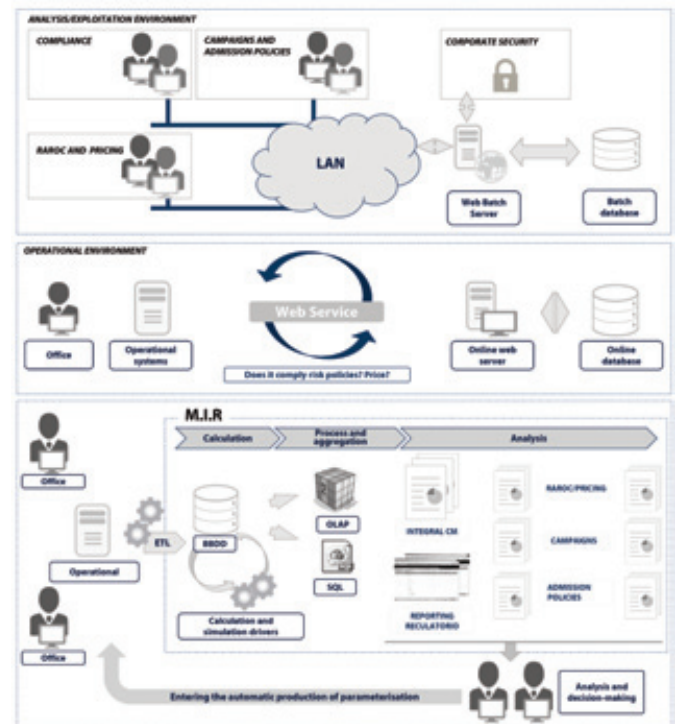 ANALYSIS/EXPLOITATION ENVIRONMENT
COMPLIANCE
CAMPAIGNS AND
ADMISSION POLICIES
CORPORATE SECURITY
RAROC AND PRICING
LAN
Web Batch
Server
Batch
database
OPERATIONAL ENVIRONMENT
Web Service
Office
Operational
systems
Online web
server
Online
database
Does it comply risk policies? Price?
M.I.R
Calculation
Process and
aggregation
Analysis
Office
Operational
ETL
BBDD
OLAP
SQL
INTEGRAL CM
RAROC/PRICING
CAMPAIGNS
ADMISSION
POLICIES
REPORTING
RECULATORIO
Calculation and
simulation drivers
Office
Entering the automatic production of parameterisation
Analysis and
decision-making